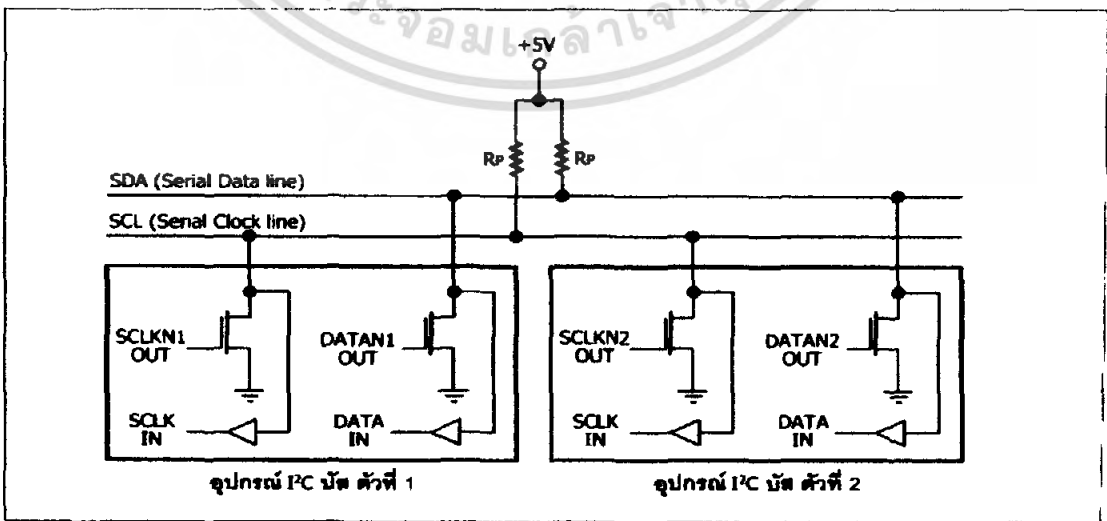 +5V
RP RP
SDA (Serial Data line)
SCL (Serial Clock line)
SCLKN1 OUT
DATAN1 OUT
SCLKN2 OUT
DATAN2 OUT
SCLK IN
DATA IN
SCLK IN
DATA IN
อุปกรณ์ I²C บัส ตัวที่ 1
อุปกรณ์ I²C บัส ตัวที่ 2